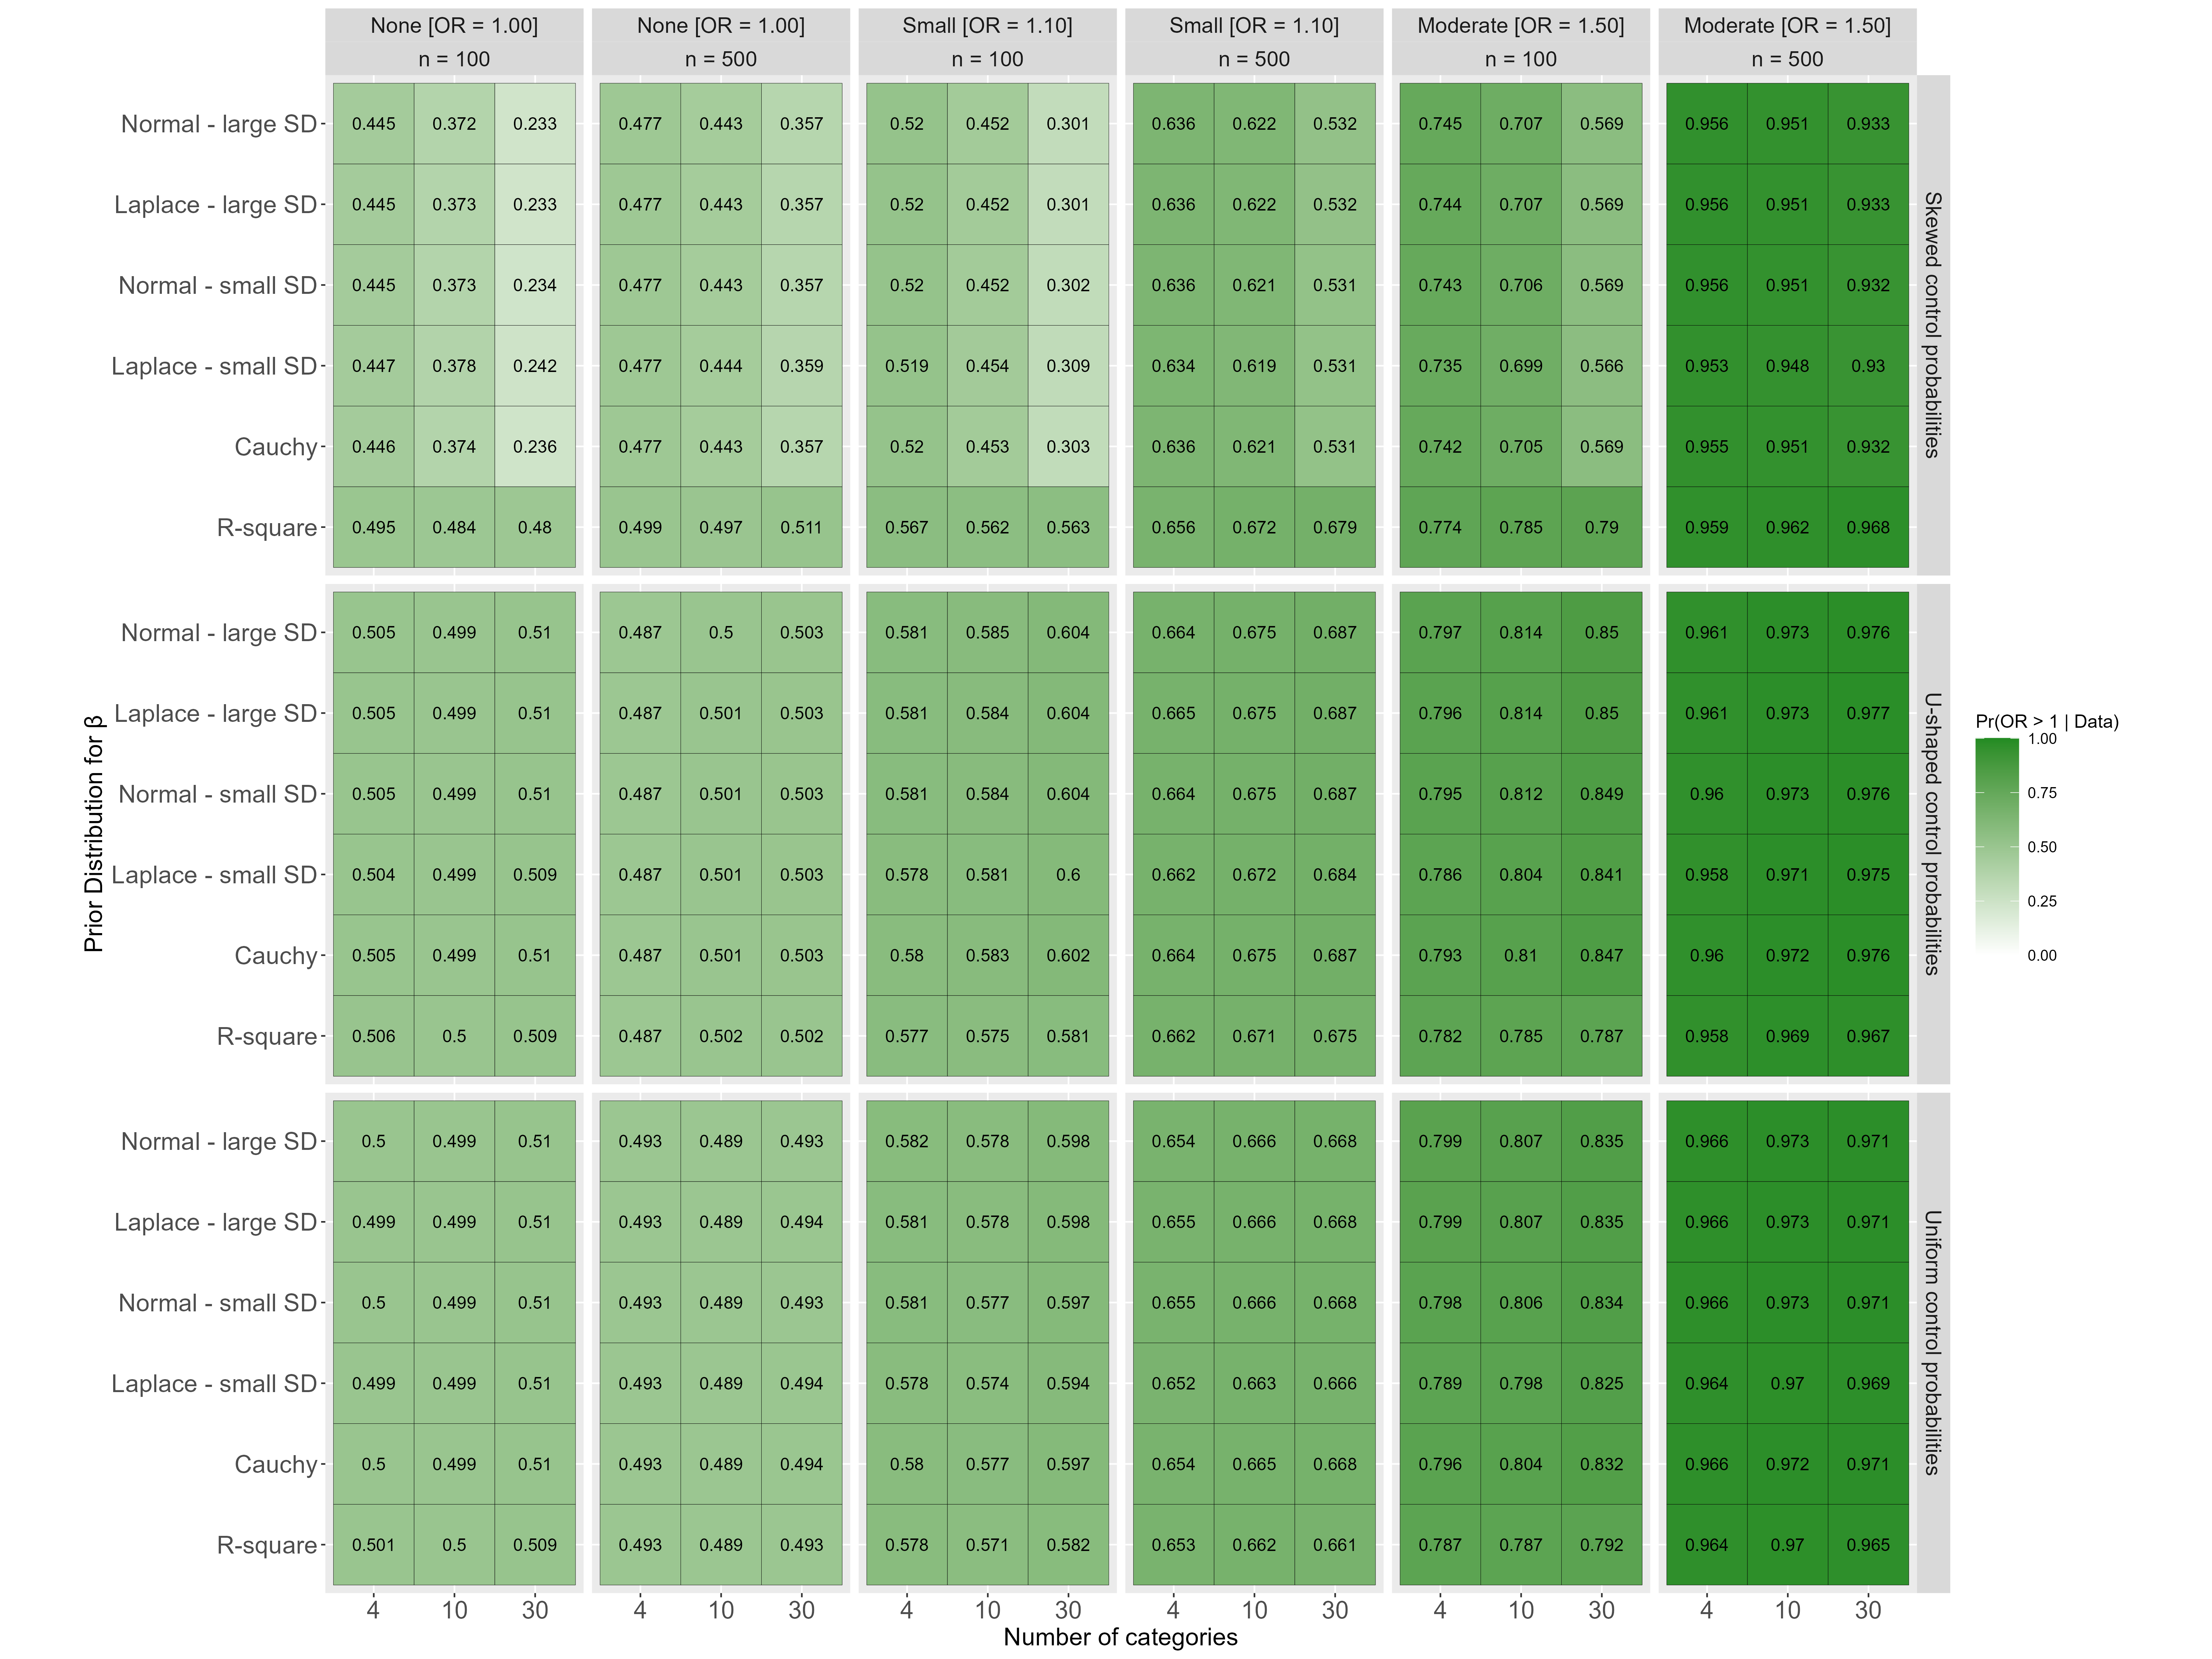 None [OR = 1.00] None [OR = 1.00] Small [OR = 1.10] Small [OR = 1.10] Moderate [OR = 1.50] Moderate [OR = 1.50]
n = 100 n = 500 n = 100 n = 500 n = 100 n = 500
Normal - large SD 0.445 0.372 0.233 0.477 0.443 0.357 0.52 0.452 0.301 0.636 0.622 0.532 0.745 0.707 0.569 0.956 0.951 0.933
Laplace - large SD 0.445 0.373 0.233 0.477 0.443 0.357 0.52 0.452 0.301 0.636 0.622 0.532 0.744 0.707 0.569 0.956 0.951 0.933
Normal - small SD 0.445 0.373 0.234 0.477 0.443 0.357 0.52 0.452 0.302 0.636 0.621 0.531 0.743 0.706 0.569 0.956 0.951 0.932
Laplace - small SD 0.447 0.378 0.242 0.477 0.444 0.359 0.519 0.454 0.309 0.634 0.619 0.531 0.735 0.699 0.566 0.953 0.948 0.93
Cauchy 0.446 0.374 0.236 0.477 0.443 0.357 0.52 0.453 0.303 0.636 0.621 0.531 0.742 0.705 0.569 0.955 0.951 0.932
R-square 0.495 0.484 0.48 0.499 0.497 0.511 0.567 0.562 0.563 0.656 0.672 0.679 0.774 0.785 0.79 0.959 0.962 0.968
Skewed control probabilities
Normal - large SD 0.505 0.499 0.51 0.487 0.5 0.503 0.581 0.585 0.604 0.664 0.675 0.687 0.797 0.814 0.85 0.961 0.973 0.976
Laplace - large SD 0.505 0.499 0.51 0.487 0.501 0.503 0.581 0.584 0.604 0.665 0.675 0.687 0.796 0.814 0.85 0.961 0.973 0.977
Normal - small SD 0.505 0.499 0.51 0.487 0.501 0.503 0.581 0.584 0.604 0.664 0.675 0.687 0.795 0.812 0.849 0.96 0.973 0.976
Laplace - small SD 0.504 0.499 0.509 0.487 0.501 0.503 0.578 0.581 0.6 0.662 0.672 0.684 0.786 0.804 0.841 0.958 0.971 0.975
Cauchy 0.505 0.499 0.51 0.487 0.501 0.503 0.58 0.583 0.602 0.664 0.675 0.687 0.793 0.81 0.847 0.96 0.972 0.976
R-square 0.506 0.5 0.509 0.487 0.502 0.502 0.577 0.575 0.581 0.662 0.671 0.675 0.782 0.785 0.787 0.958 0.969 0.967
U-shaped control probabilities
Normal - large SD 0.5 0.499 0.51 0.493 0.489 0.493 0.582 0.578 0.598 0.654 0.666 0.668 0.799 0.807 0.835 0.966 0.973 0.971
Laplace - large SD 0.499 0.499 0.51 0.493 0.489 0.494 0.581 0.578 0.598 0.655 0.666 0.668 0.799 0.807 0.835 0.966 0.973 0.971
Normal - small SD 0.5 0.499 0.51 0.493 0.489 0.493 0.581 0.577 0.597 0.655 0.666 0.668 0.798 0.806 0.834 0.966 0.973 0.971
Laplace - small SD 0.499 0.499 0.51 0.493 0.489 0.494 0.578 0.574 0.594 0.652 0.663 0.666 0.789 0.798 0.825 0.964 0.97 0.969
Cauchy 0.5 0.499 0.51 0.493 0.489 0.494 0.58 0.577 0.597 0.654 0.665 0.668 0.796 0.804 0.832 0.966 0.972 0.971
R-square 0.501 0.5 0.509 0.493 0.489 0.493 0.578 0.571 0.582 0.653 0.662 0.661 0.787 0.787 0.792 0.964 0.97 0.965
Uniform control probabilities
4 10 30 4 10 30 4 10 30 4 10 30 4 10 30 4 10 30
Number of categories
Prior Distribution for β
Pr(OR > 1 | Data)
1.00
0.75
0.50
0.25
0.00